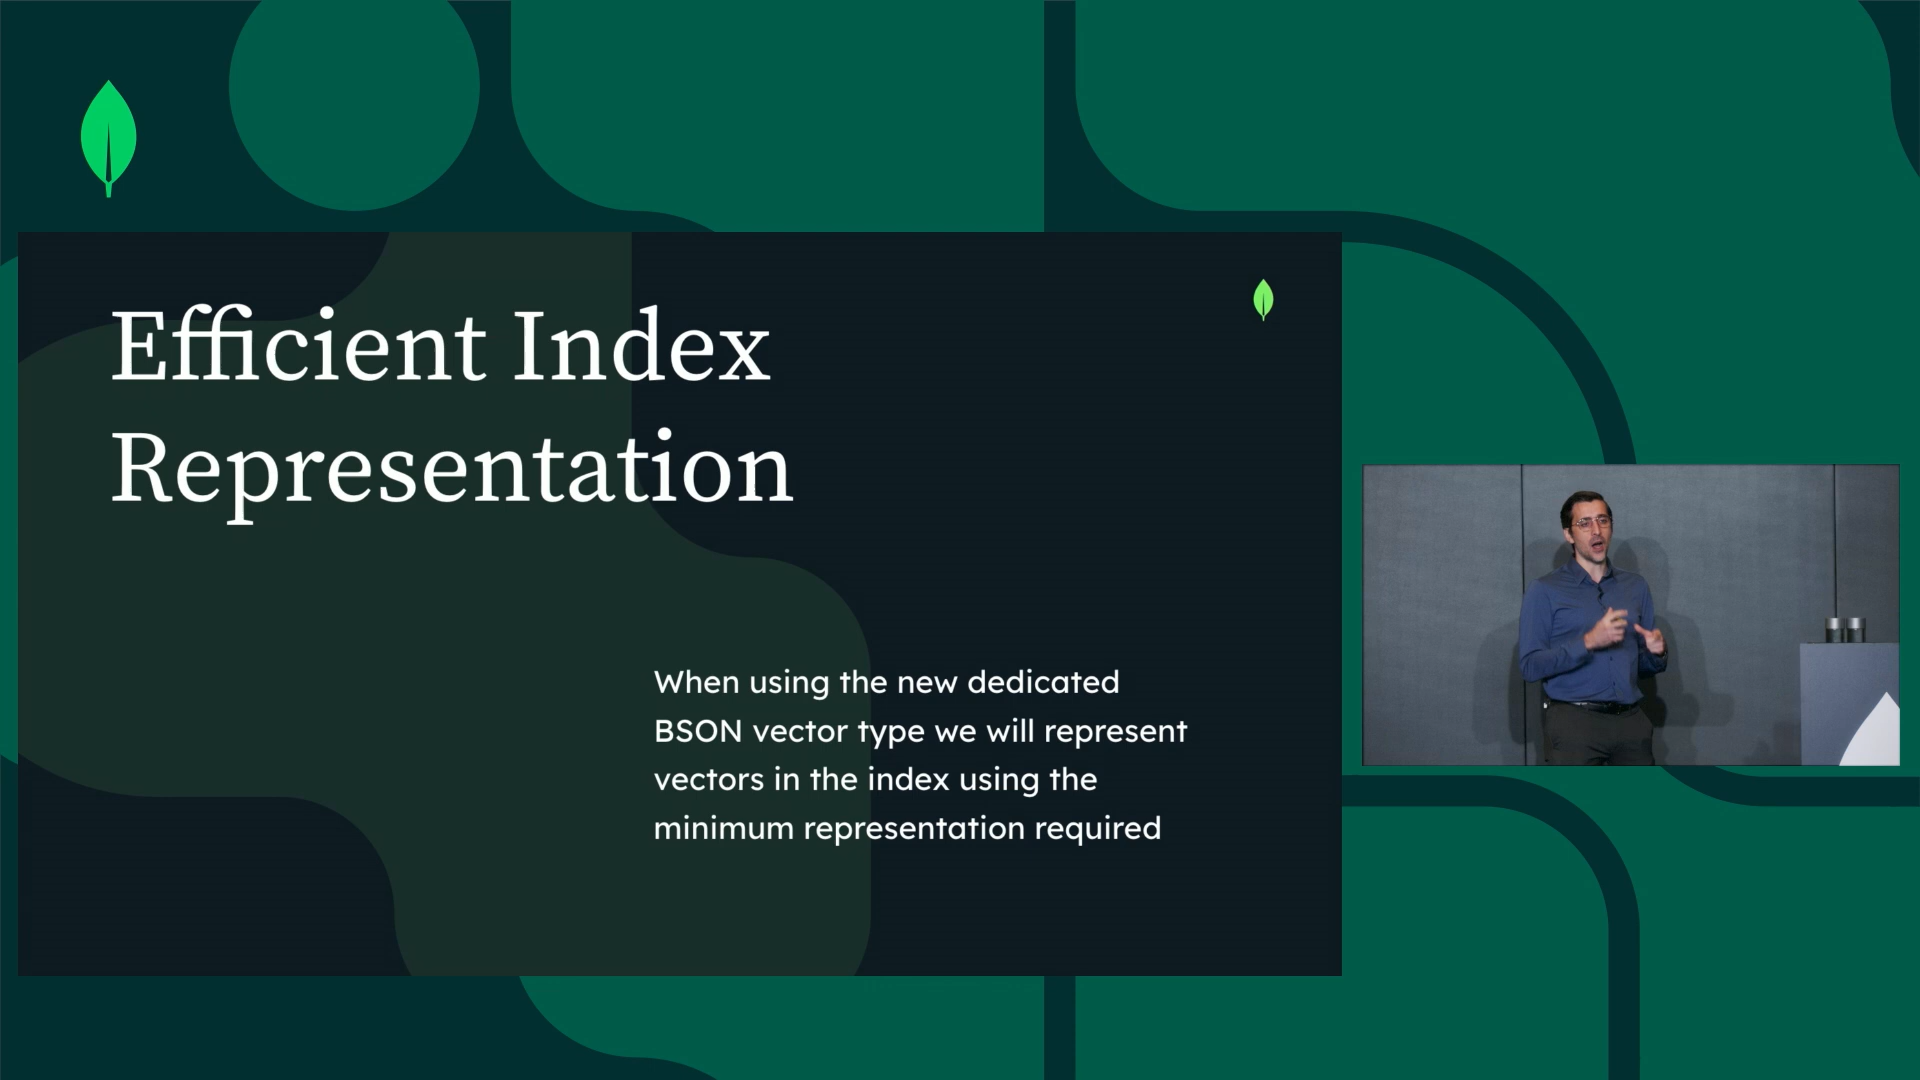 Efficient Index
Representation
When using the new dedicated
BSON vector type we will represent
vectors in the index using the
minimum representation required